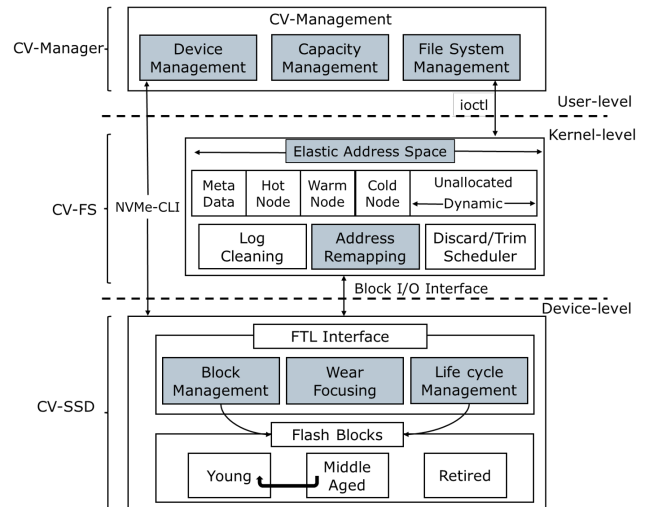 CV-Management
CV-Manager
Device
Management
Capacity
Management
File System
Management
ioctl
User-level
Kernel-level
Elastic Address Space
CV-FS
NVMe-CLI
Meta
Data
Hot
Node
Warm
Node
Cold
Node
Unallocated
Dynamic
Log
Cleaning
Address
Remapping
Discard/Trim
Scheduler
Block I/O Interface
Device-level
FTL Interface
Block
Management
Wear
Focusing
Life cycle
Management
CV-SSD
Flash Blocks
Young
Middle
Aged
Retired